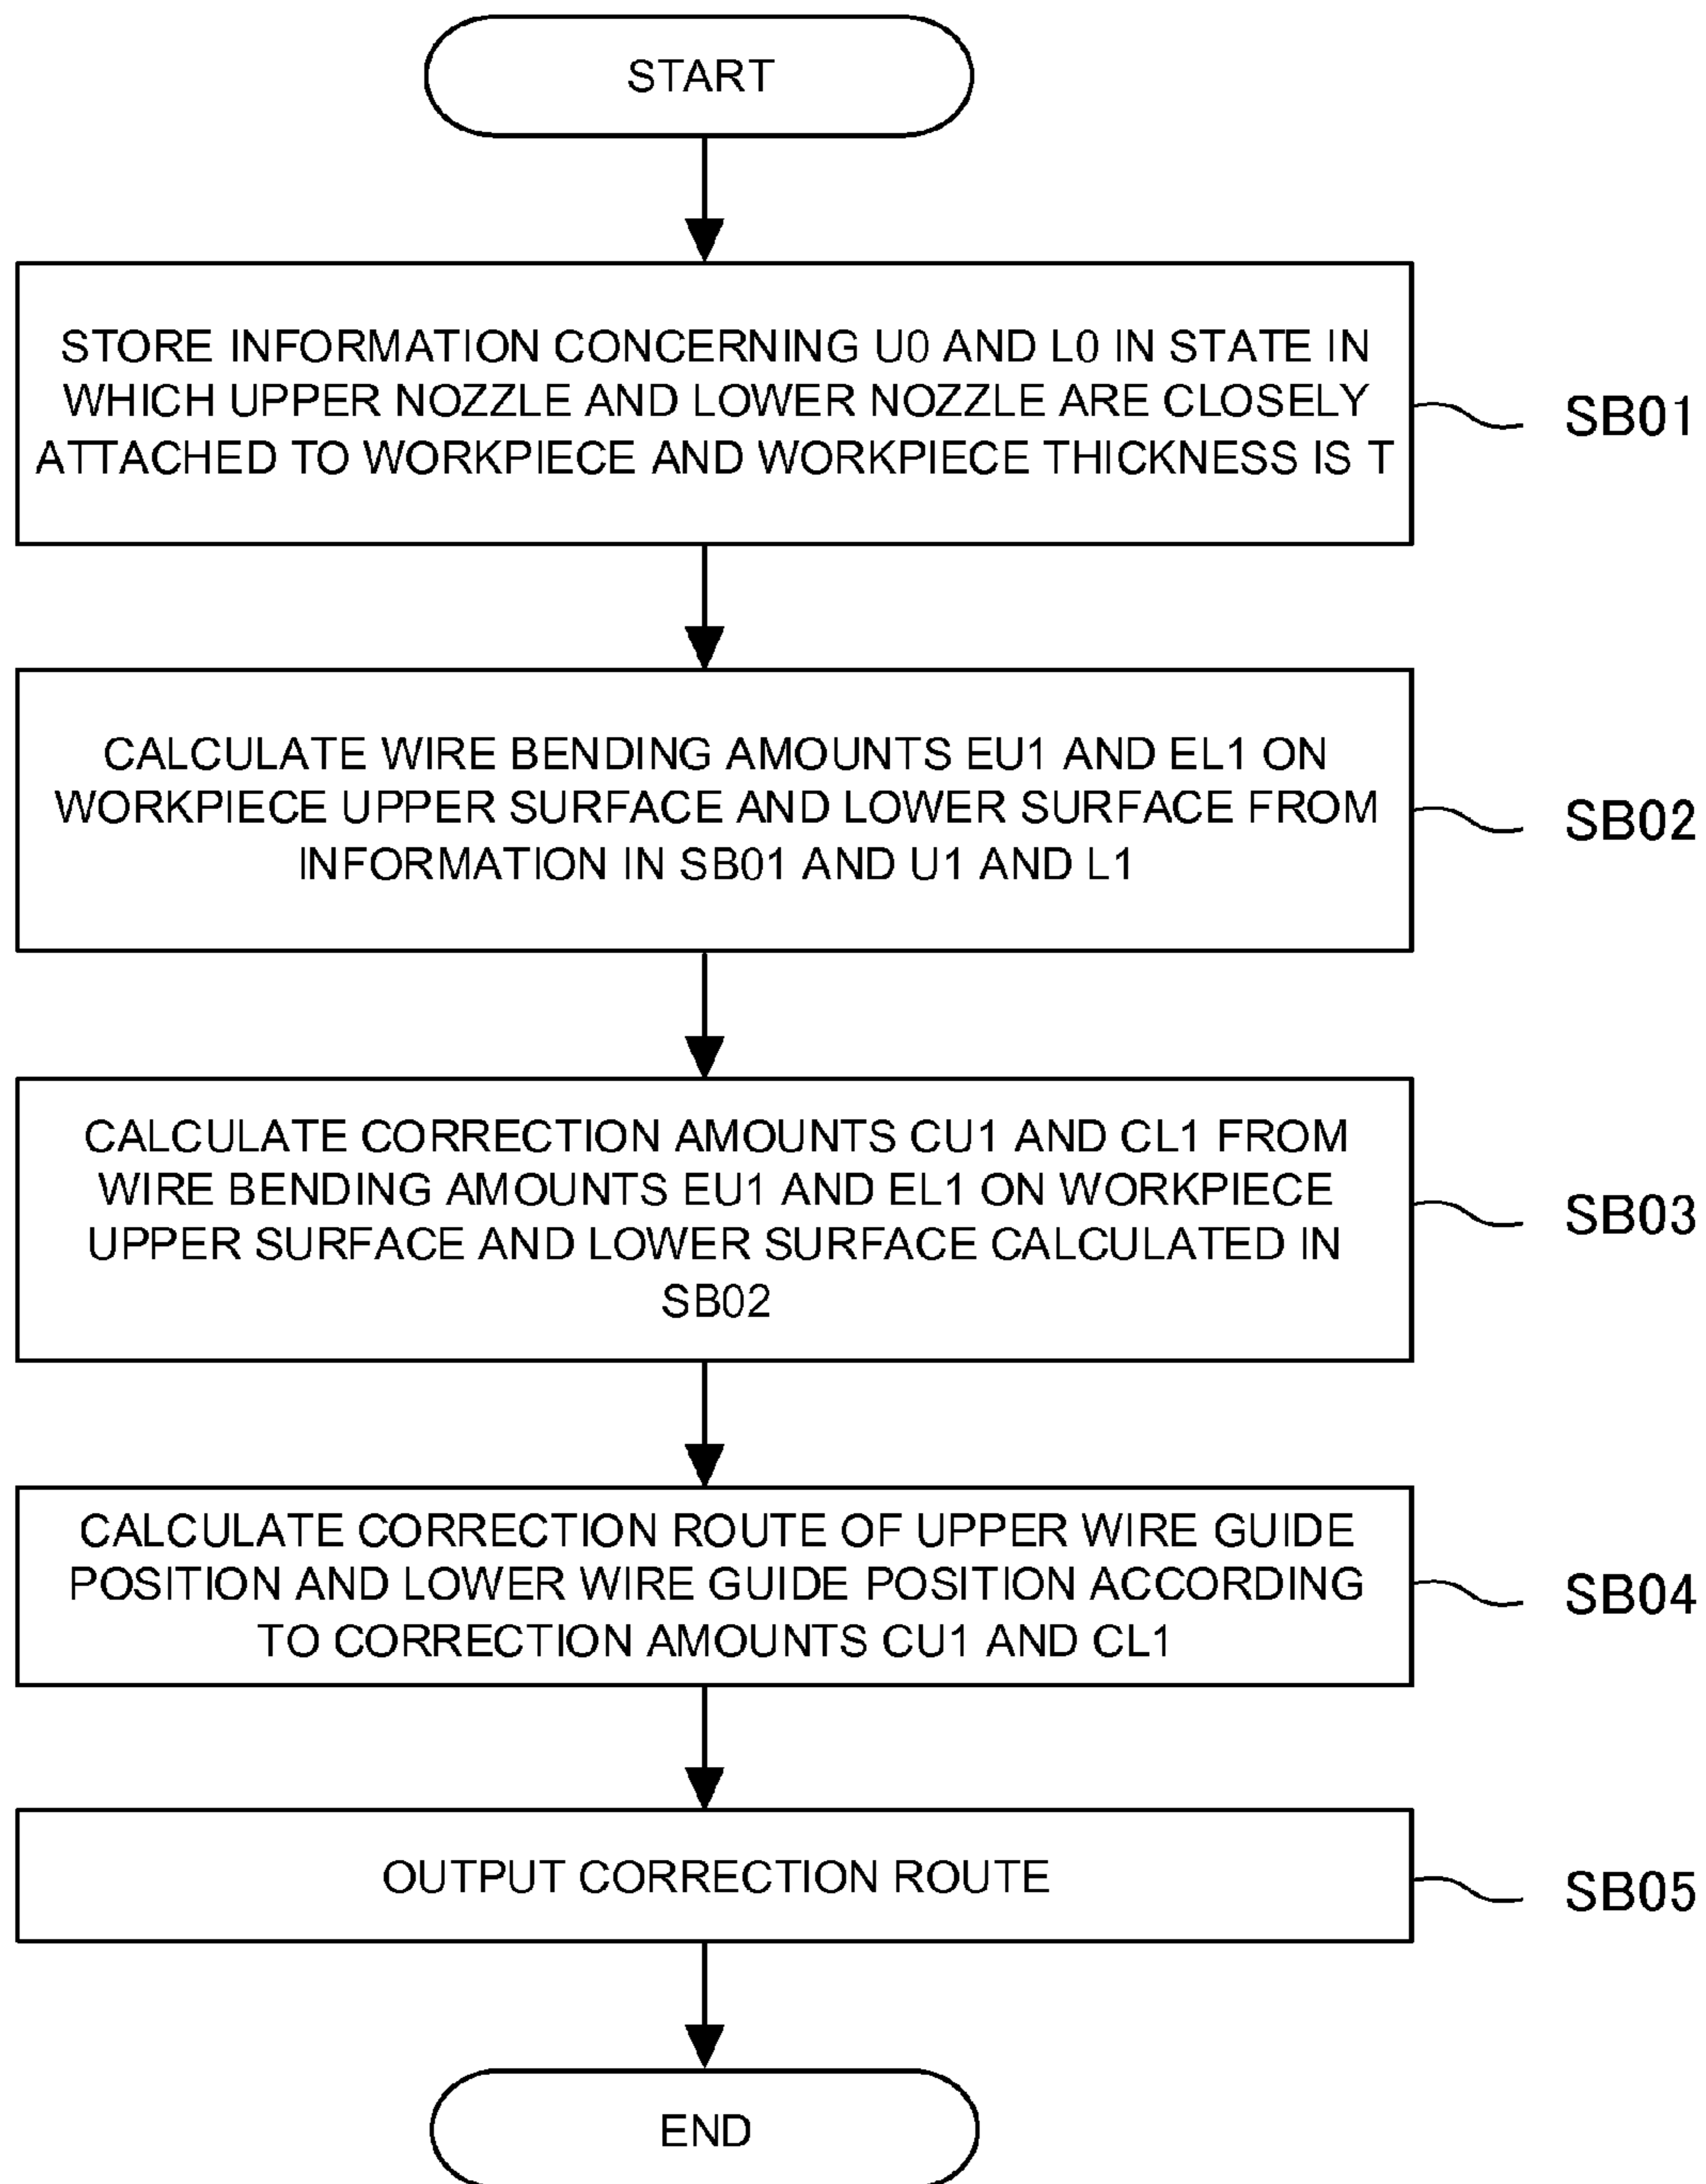 START
STORE INFORMATION CONCERNING U0 AND L0 IN STATE IN
WHICH UPPER NOZZLE AND LOWER NOZZLE ARE CLOSELY
ATTACHED TO WORKPIECE AND WORKPIECE THICKNESS IS T
SB01
CALCULATE WIRE BENDING AMOUNTS EU1 AND EL1 ON
WORKPIECE UPPER SURFACE AND LOWER SURFACE FROM
INFORMATION IN SB01 AND U1 AND L1
SB02
CALCULATE CORRECTION AMOUNTS CU1 AND CL1 FROM
WIRE BENDING AMOUNTS EU1 AND EL1 ON WORKPIECE
UPPER SURFACE AND LOWER SURFACE CALCULATED IN
SB02
SB03
CALCULATE CORRECTION ROUTE OF UPPER WIRE GUIDE
POSITION AND LOWER WIRE GUIDE POSITION ACCORDING
TO CORRECTION AMOUNTS CU1 AND CL1
SB04
OUTPUT CORRECTION ROUTE
SB05
END